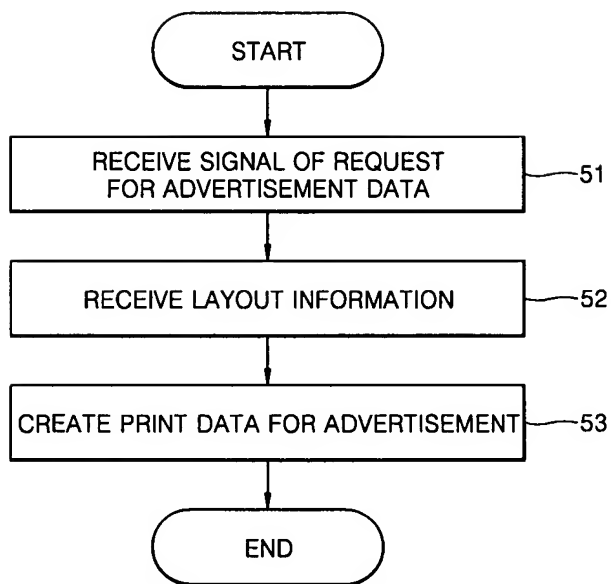 START
RECEIVE SIGNAL OF REQUEST
FOR ADVERTISEMENT DATA
51
RECEIVE LAYOUT INFORMATION
52
CREATE PRINT DATA FOR ADVERTISEMENT
53
END